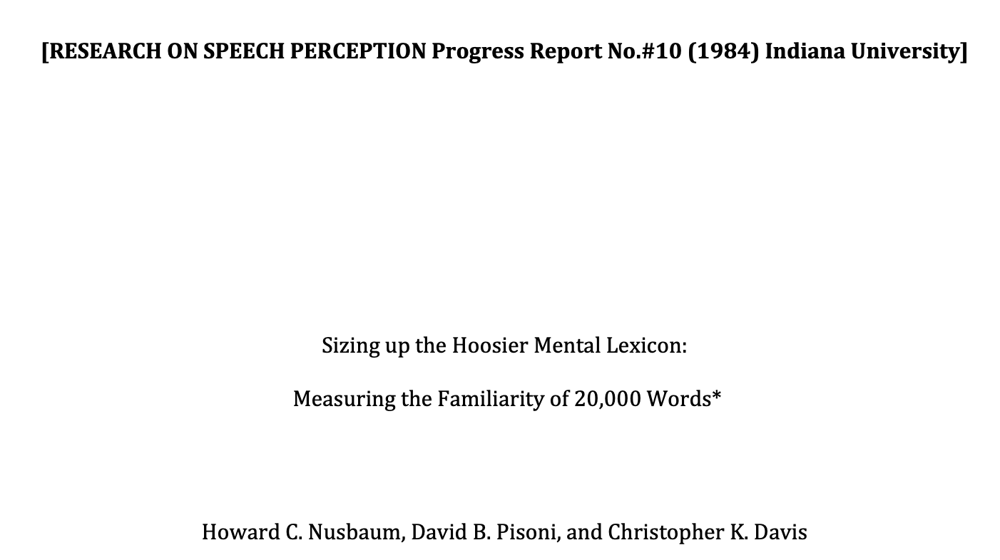 [RESEARCH ON SPEECH PERCEPTION Progress Report No.#10 (1984) Indiana University]
Sizing up the Hoosier Mental Lexicon:
Measuring the Familiarity of 20,000 Words*
Howard C. Nusbaum, David B. Pisoni, and Christopher K. Davis